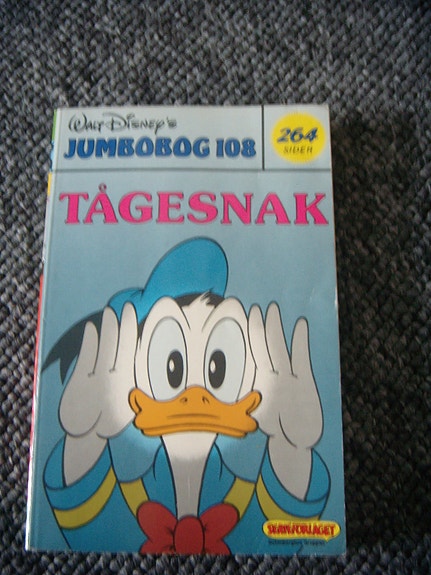 Walt Disney's
JUMBOBOG 108
264
SIDER
TÅGESNAK
SERIEFORLAGET